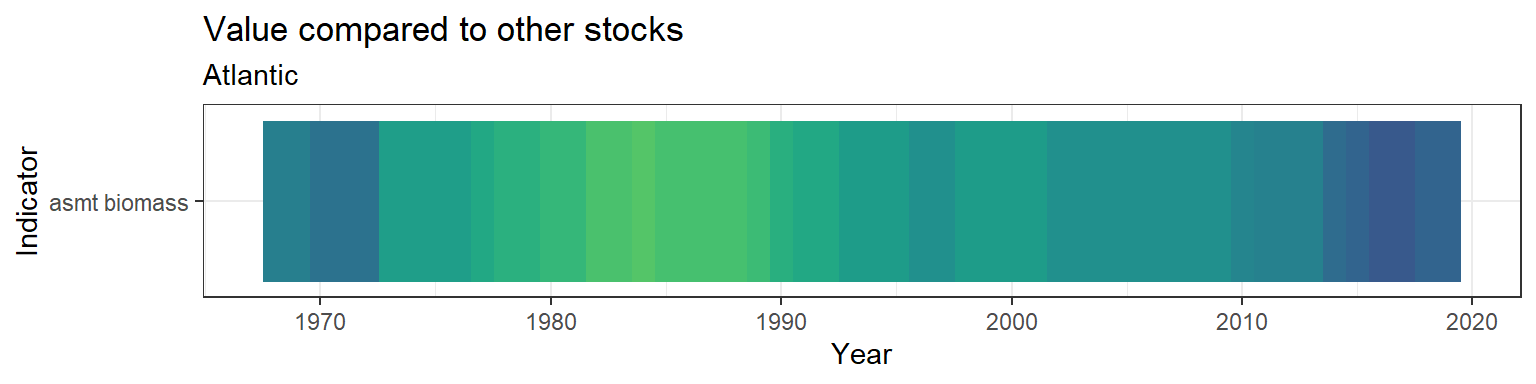 Value compared to other stocks
Atlantic
Indicator
asmt biomass
1970 1980 1990 2000 2010 2020
Year